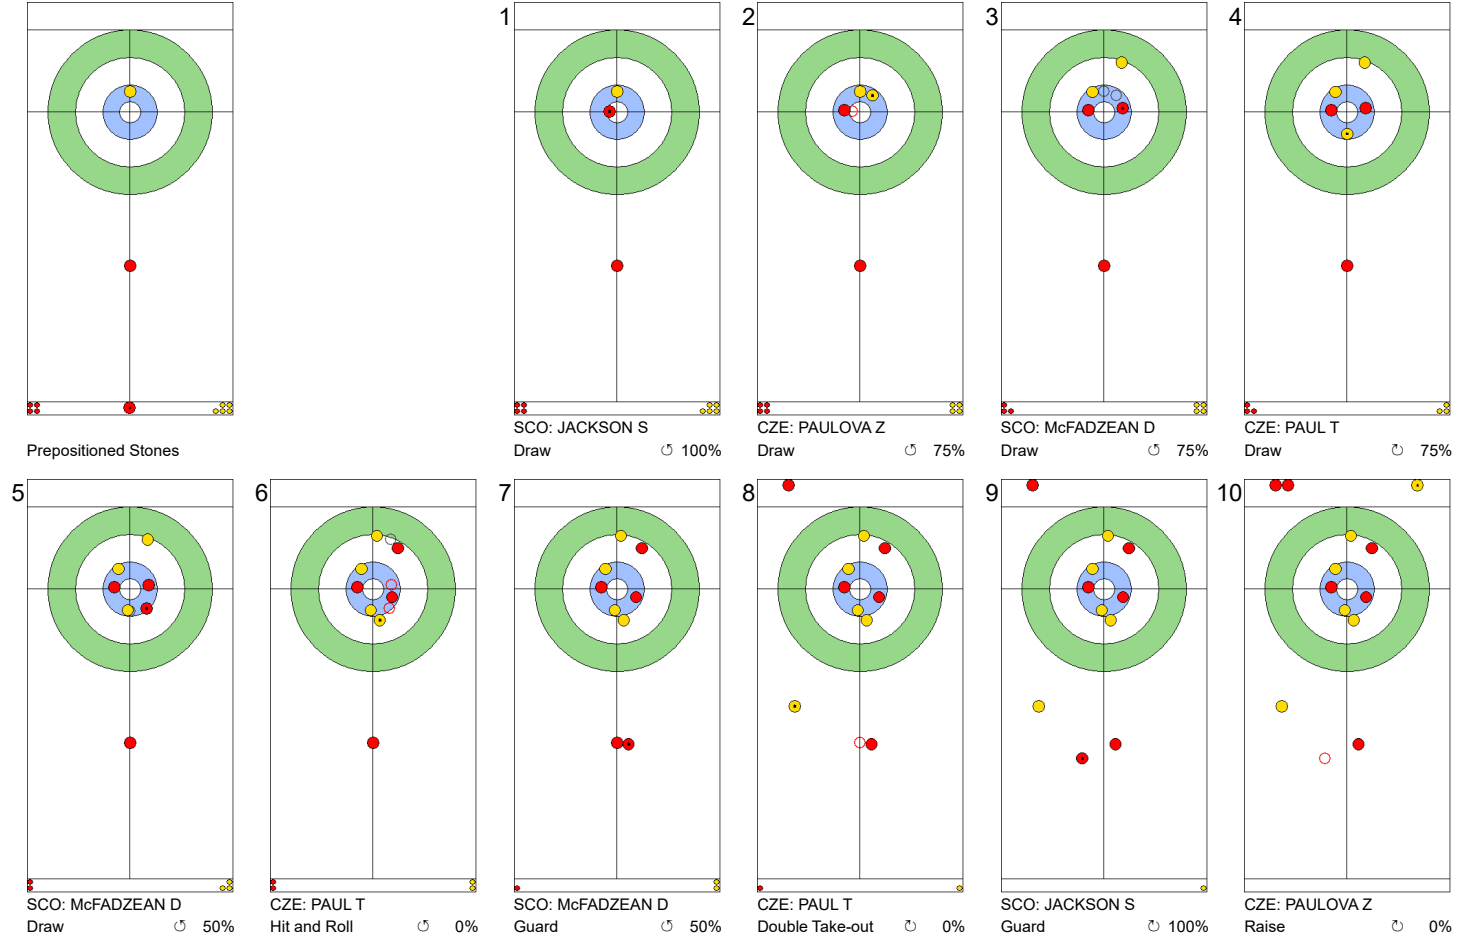 1 2 3 4
SCO: JACKSON S CZE: PAULOVA Z SCO: McFADZEAN D CZE: PAUL T
Prepositioned Stones Draw 100% Draw 75% Draw 75% Draw 75%
5 6 7 8 9 10
SCO: McFADZEAN D CZE: PAUL T SCO: McFADZEAN D CZE: PAUL T SCO: JACKSON S CZE: PAULOVA Z
Draw 50% Hit and Roll 0% Guard 50% Double Take-out 0% Guard 100% Raise 0%